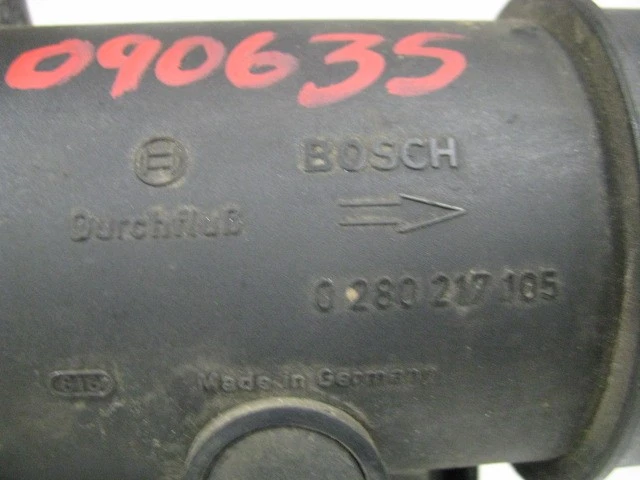 090635
BOSCH
Durchfluß
0 280 217 105
Made in Germany